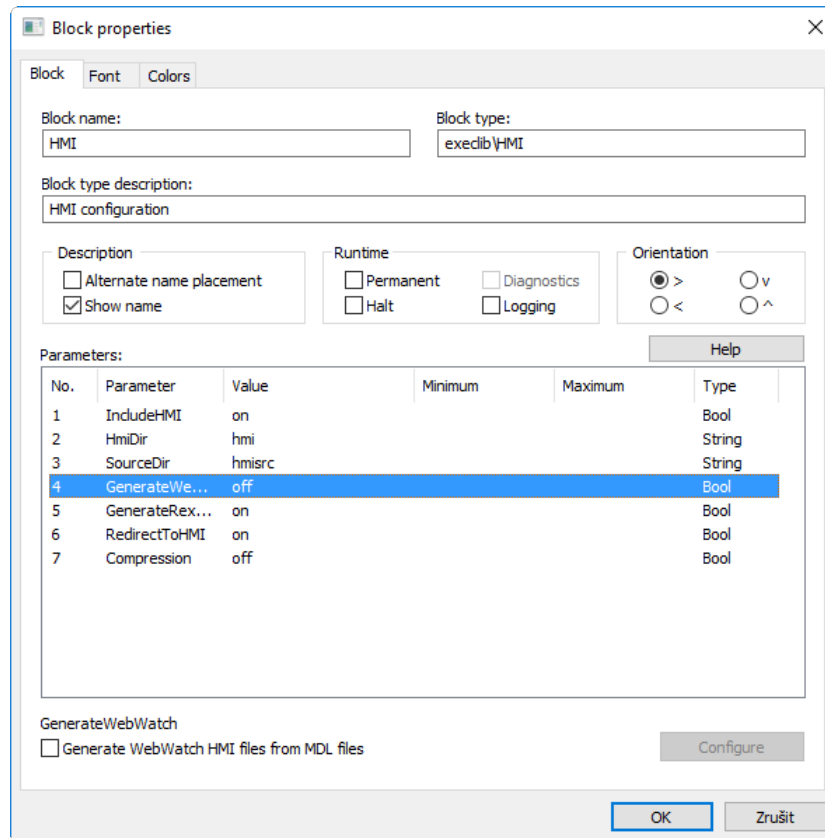 Block properties
Block Font Colors
Block name: Block type:
HMI execlib\HMI
Block type description:
HMI configuration
Description Runtime Orientation
Alternate name placement Permanent Diagnostics > v
Show name Halt Logging < ^
Parameters: Help
No. Parameter Value Minimum Maximum Type
1 IncludeHMI on Bool
2 HmiDir hmi String
3 SourceDir hmisrc String
4 GenerateWe... off Bool
5 GenerateRex... on Bool
6 RedirectToHMI on Bool
7 Compression off Bool
GenerateWebWatch
Generate WebWatch HMI files from MDL files Configure
OK Zrušit